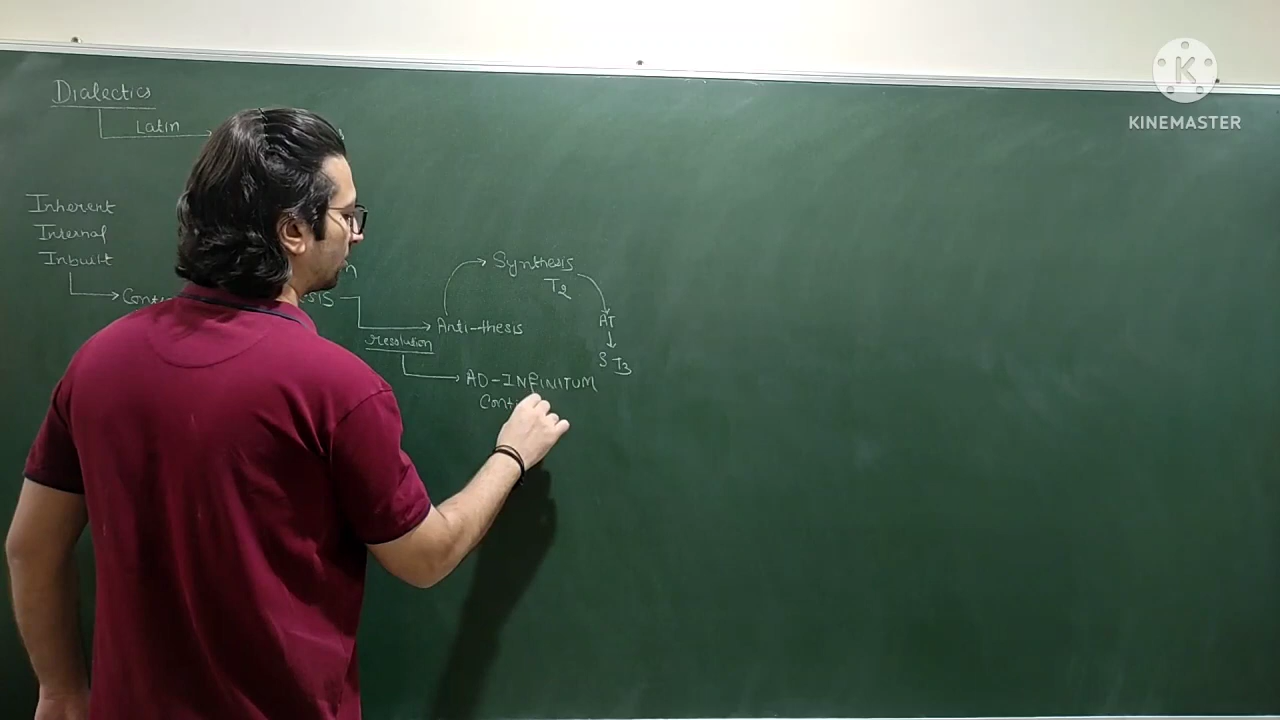 Dialectics
Latin
Inherent
Internal
Inbuilt
Synthesis
T2
Anti-thesis
AT
resolution
S T3
AD-INFINITUM
KINEMASTER